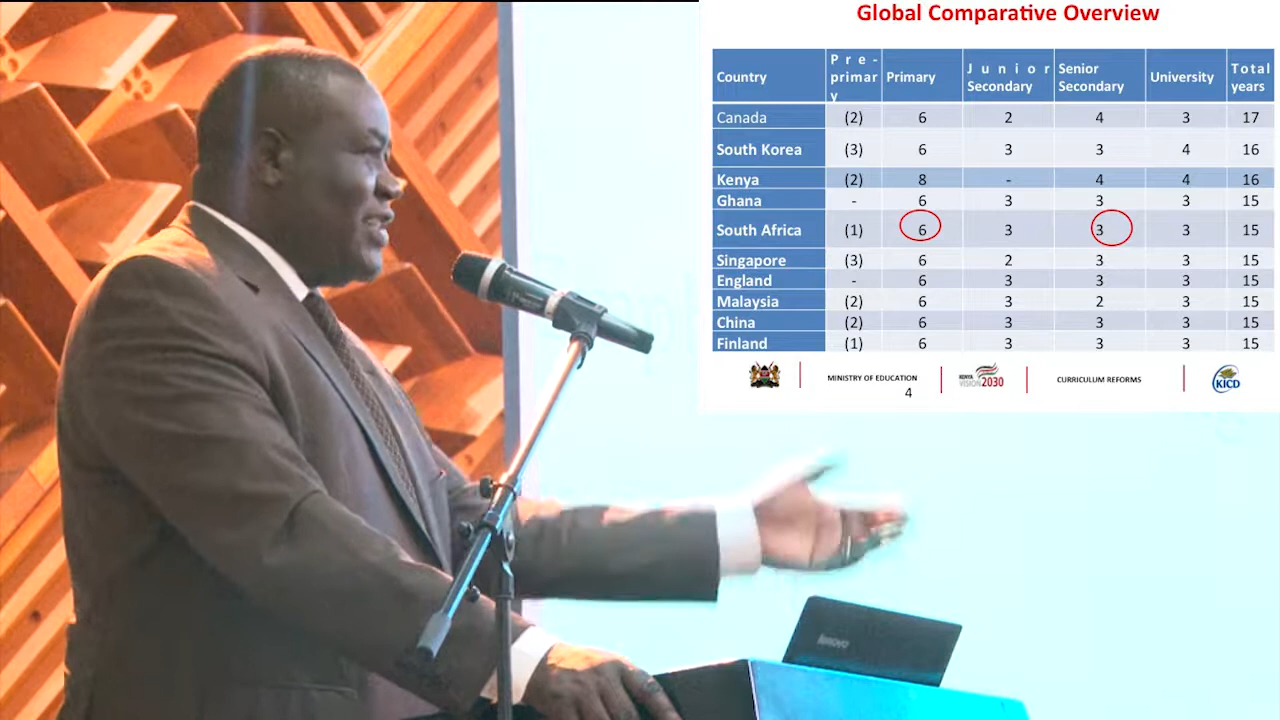 Global Comparative Overview
Country Pre-primary Primary Junior Secondary Senior Secondary University Total years
Canada (2) 6 2 4 3 17
South Korea (3) 6 3 3 4 16
Kenya (2) 8 - 4 4 16
Ghana - 6 3 3 3 15
South Africa (1) 6 3 3 3 15
Singapore (3) 6 2 3 3 15
England - 6 3 3 3 15
Malaysia (2) 6 3 2 3 15
China (2) 6 3 3 3 15
Finland (1) 6 3 3 3 15
MINISTRY OF EDUCATION
KENYA VISION 2030
CURRICULUM REFORMS
KICD
4
lenovo